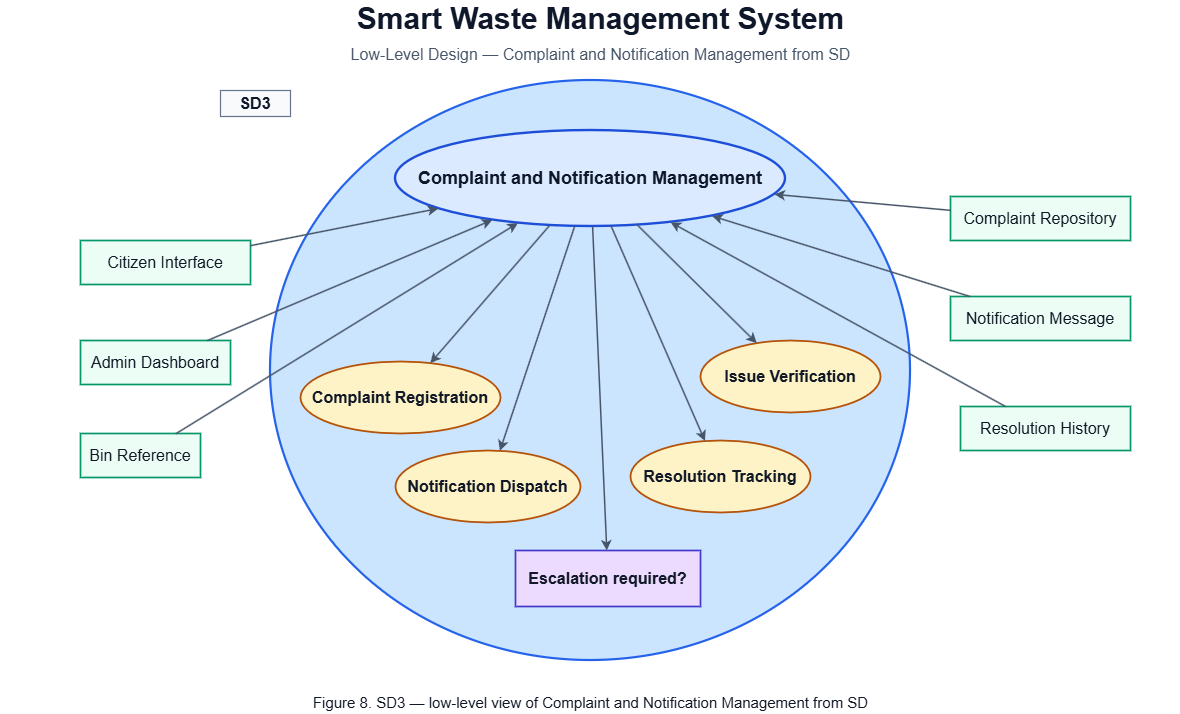 Smart Waste Management System
Low-Level Design — Complaint and Notification Management from SD
SD3
Complaint and Notification Management
Complaint Repository
Citizen Interface
Notification Message
Admin Dashboard
Issue Verification
Complaint Registration
Resolution History
Bin Reference
Resolution Tracking
Notification Dispatch
Escalation required?
Figure 8. SD3 — low-level view of Complaint and Notification Management from SD